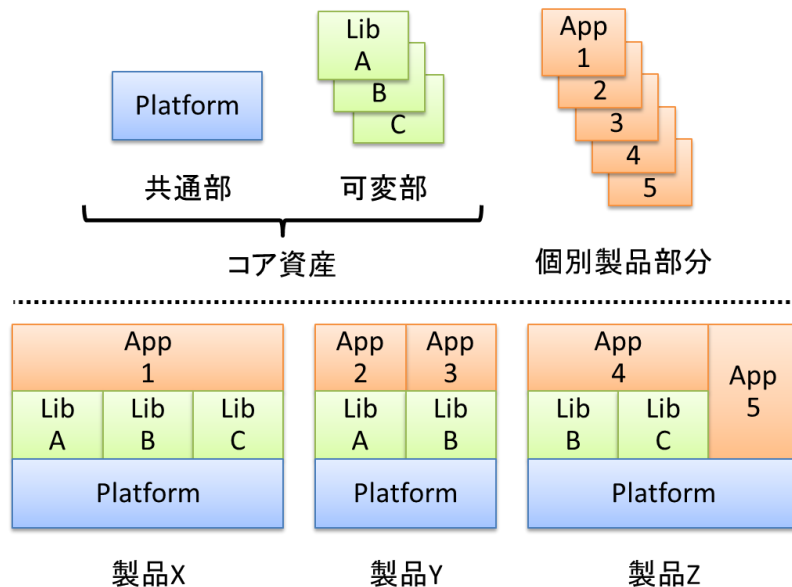 Platform
Lib
A
B
C
App
1
2
3
4
5
共通部
可変部
コア資産
個別製品部分
App
1
Lib
A
Lib
B
Lib
C
Platform
製品X
App
2
App
3
Lib
A
Lib
B
Platform
製品Y
App
4
App
5
Lib
B
Lib
C
Platform
製品Z